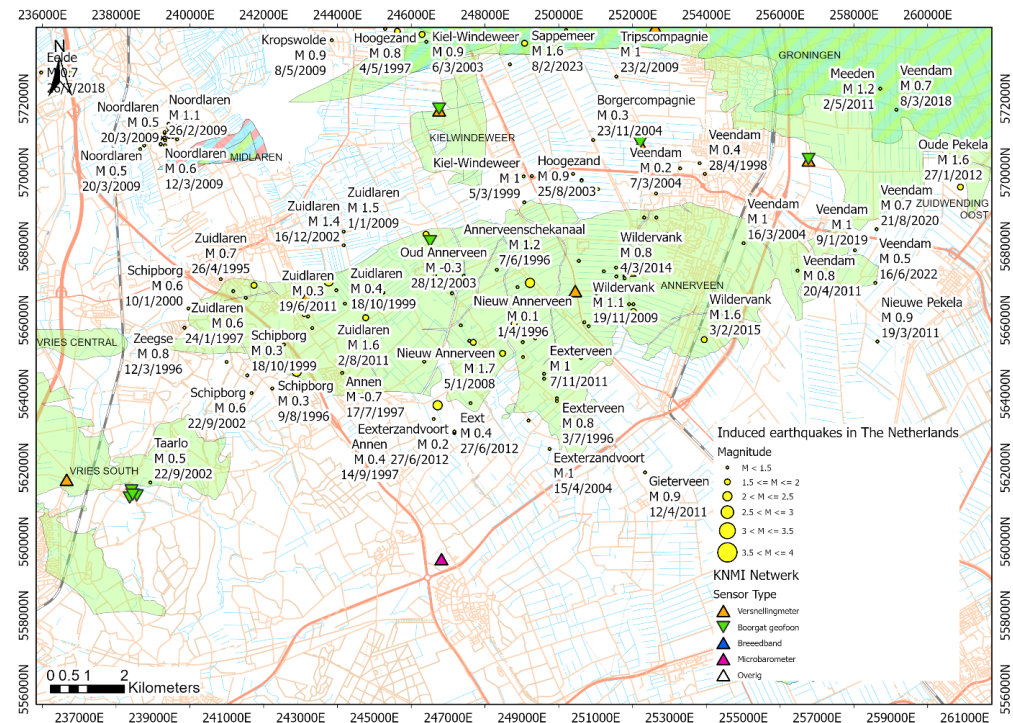 236000E 238000E 240000E 242000E 244000E 246000E 248000E 250000E 252000E 254000E 256000E 258000E 260000E
N
Eelde
M 0.7
/2018
Kropswolde
M 0.9
8/5/2009
Hoogezand
M 0.8
4/5/1997
Kiel-Windeweer
M 0.9
6/3/2003
Sappemeer
M 1.6
8/2/2023
Tripscompagnie
M 1
23/2/2009
GRONINGEN
Meeden
M 1.2
2/5/2011
Veendam
M 0.7
8/3/2018
Noordlaren
M 0.5
20/3/2009
Noordlaren
M 1.1
26/2/2009
Noordlaren
M 0.5
20/3/2009
Noordlaren
M 0.6
12/3/2009
MIDLAREN
KIELWINDEWEER
Borgercompagnie
M 0.3
23/11/2004
Veendam
M 0.4
28/4/1998
Veendam
M 0.2
7/3/2004
Oude Pekela
M 1.6
27/1/2012
Kiel-Windeweer
M 1
5/3/1999
Hoogezand
M 0.9
25/8/2003
Veendam
M 0.7
21/8/2020
ZUIDWENDING
OOST
Zuidlaren
M 1.5
1/1/2009
Zuidlaren
M 1.4
16/12/2002
Veendam
M 1
16/3/2004
Veendam
M 1
9/1/2019
Annerveenschekanaal
M 1.2
7/6/1996
Wildervank
M 0.8
4/3/2014
Veendam
M 0.5
16/6/2022
Zuidlaren
M 0.7
26/4/1995
Oud Annerveen
M -0.3
28/12/2003
Veendam
M 0.8
20/4/2011
Schipborg
M 0.6
10/1/2000
Zuidlaren
M 0.3
19/6/2011
Zuidlaren
M 0.4
18/10/1999
Wildervank
M 1.1
19/11/2009
ANNERVEEN
Nieuw Annerveen
M 0.1
1/4/1996
Wildervank
M 1.6
3/2/2015
Nieuwe Pekela
M 0.9
19/3/2011
Zuidlaren
M 0.6
24/1/1997
Zuidlaren
M 1.6
2/8/2011
VRIES CENTRAL
Zeegse
M 0.8
12/3/1996
Schipborg
M 0.3
18/10/1999
Nieuw Annerveen
M 1.7
5/1/2008
Eexterveen
M 1
7/11/2011
Schipborg
M 0.6
22/9/2002
Schipborg
M 0.3
9/8/1996
Annen
M -0.7
17/7/1997
Eexterveen
M 0.8
3/7/1996
Eext
M 0.4
27/6/2012
Eexterzandvoort
M 0.2
27/6/2012
Annen
M 0.4
14/9/1997
Taarlo
M 0.5
22/9/2002
Eexterzandvoort
M 1
15/4/2004
Gieterveen
M 0.9
12/4/2011
VRIES SOUTH
Induced earthquakes in The Netherlands
Magnitude
M < 1.5
1.5 <= M <= 2
2 < M <= 2.5
2.5 < M <= 3
3 < M <= 3.5
3.5 < M <= 4
KNMI Netwerk
Sensor Type
Versnellingmeter
Boorgat geofoon
Breeedband
Microbarometer
Overig
0 0.5 1 2
Kilometers
572000N
570000N
568000N
566000N
564000N
562000N
560000N
558000N
556000N
572000N
570000N
568000N
566000N
564000N
562000N
560000N
558000N
556000N
237000E 239000E 241000E 243000E 245000E 247000E 249000E 251000E 253000E 255000E 257000E 259000E 260000E